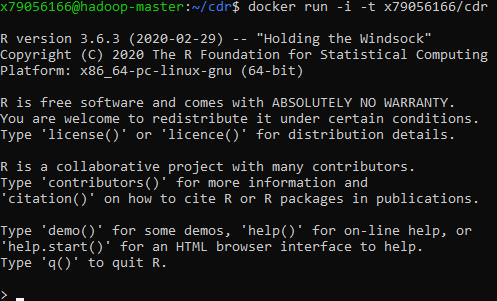 x79056166@hadoop-master:~/cdr$ docker run -i -t x79056166/cdr
R version 3.6.3 (2020-02-29) -- "Holding the Windsock"
Copyright (C) 2020 The R Foundation for Statistical Computing
Platform: x86_64-pc-linux-gnu (64-bit)
R is free software and comes with ABSOLUTELY NO WARRANTY.
You are welcome to redistribute it under certain conditions.
Type 'license()' or 'licence()' for distribution details.
R is a collaborative project with many contributors.
Type 'contributors()' for more information and
'citation()' on how to cite R or R packages in publications.
Type 'demo()' for some demos, 'help()' for on-line help, or
'help.start()' for an HTML browser interface to help.
Type 'q()' to quit R.
>